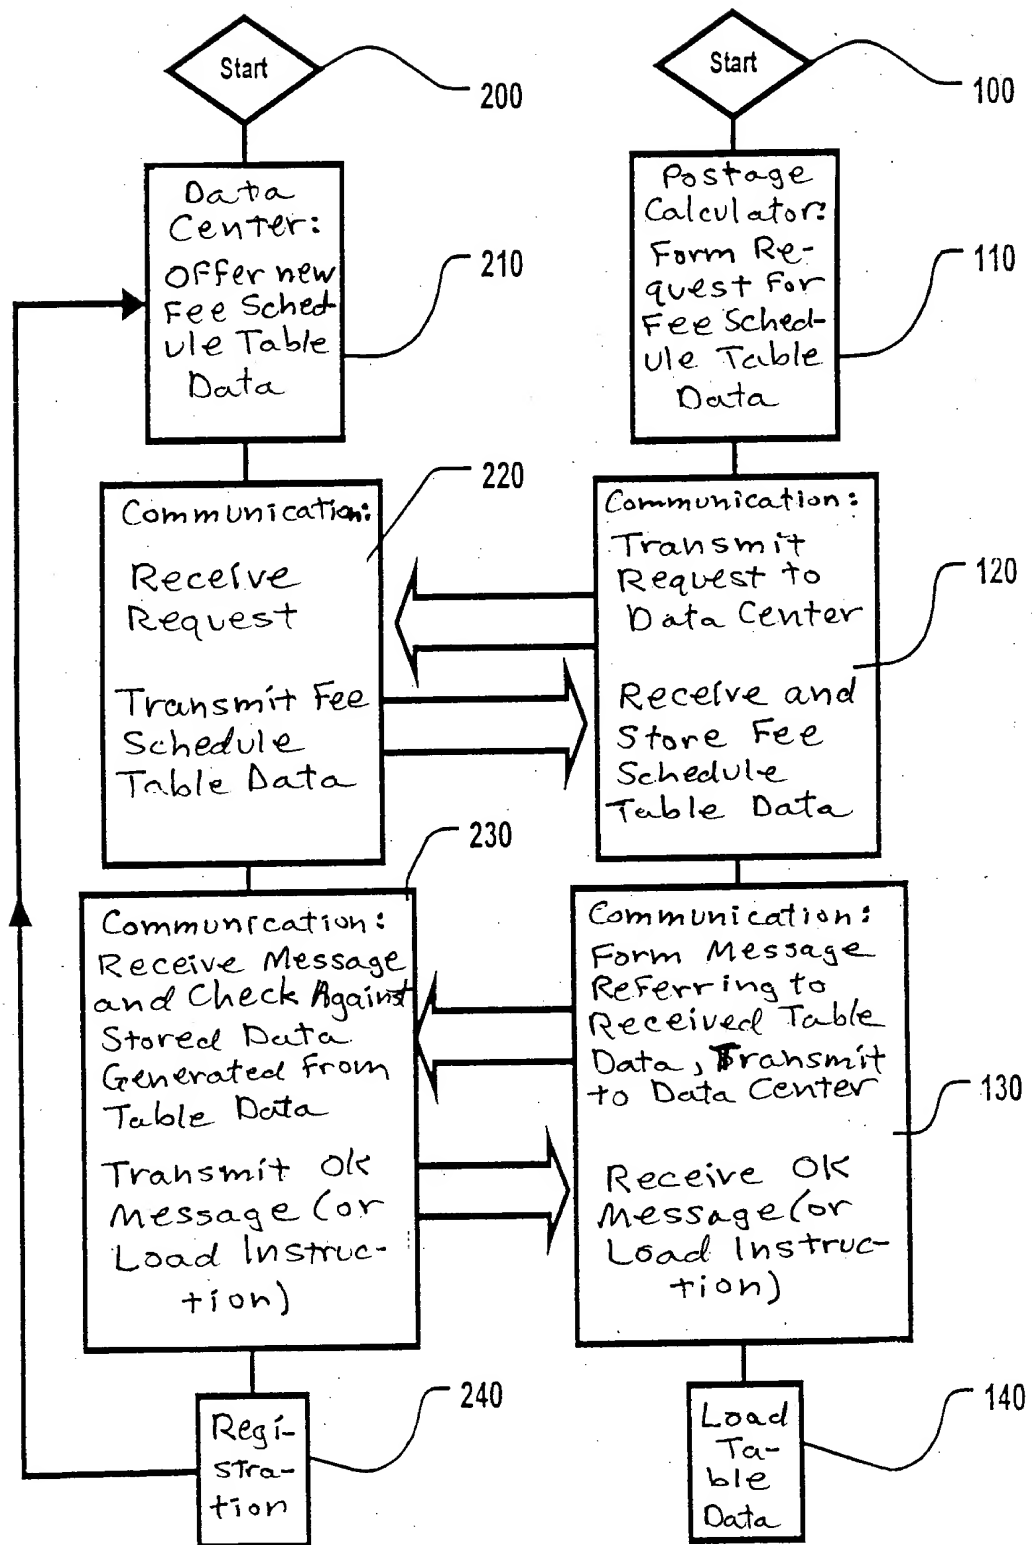 Start
200
Data
Center:
Offer new
Fee Sched-
ule Table
Data
210
Communication:
Receive
Request
Transmit Fee
Schedule
Table Data
220
Communication:
Receive Message
and Check Against
Stored Data
Generated From
Table Data
Transmit Ok
Message (or
Load Instruc-
tion)
230
Regi-
stra-
tion
240
Start
100
Postage
Calculator:
Form Re-
quest For
Fee Sched-
ule Table
Data
110
Communication:
Transmit
Request to
Data Center
Receive and
Store Fee
Schedule
Table Data
120
Communication:
Form Message
Referring to
Received Table
Data, Transmit
to Data Center
Receive OK
Message (or
Load Instruc-
tion)
130
Load
Ta-
ble
Data
140